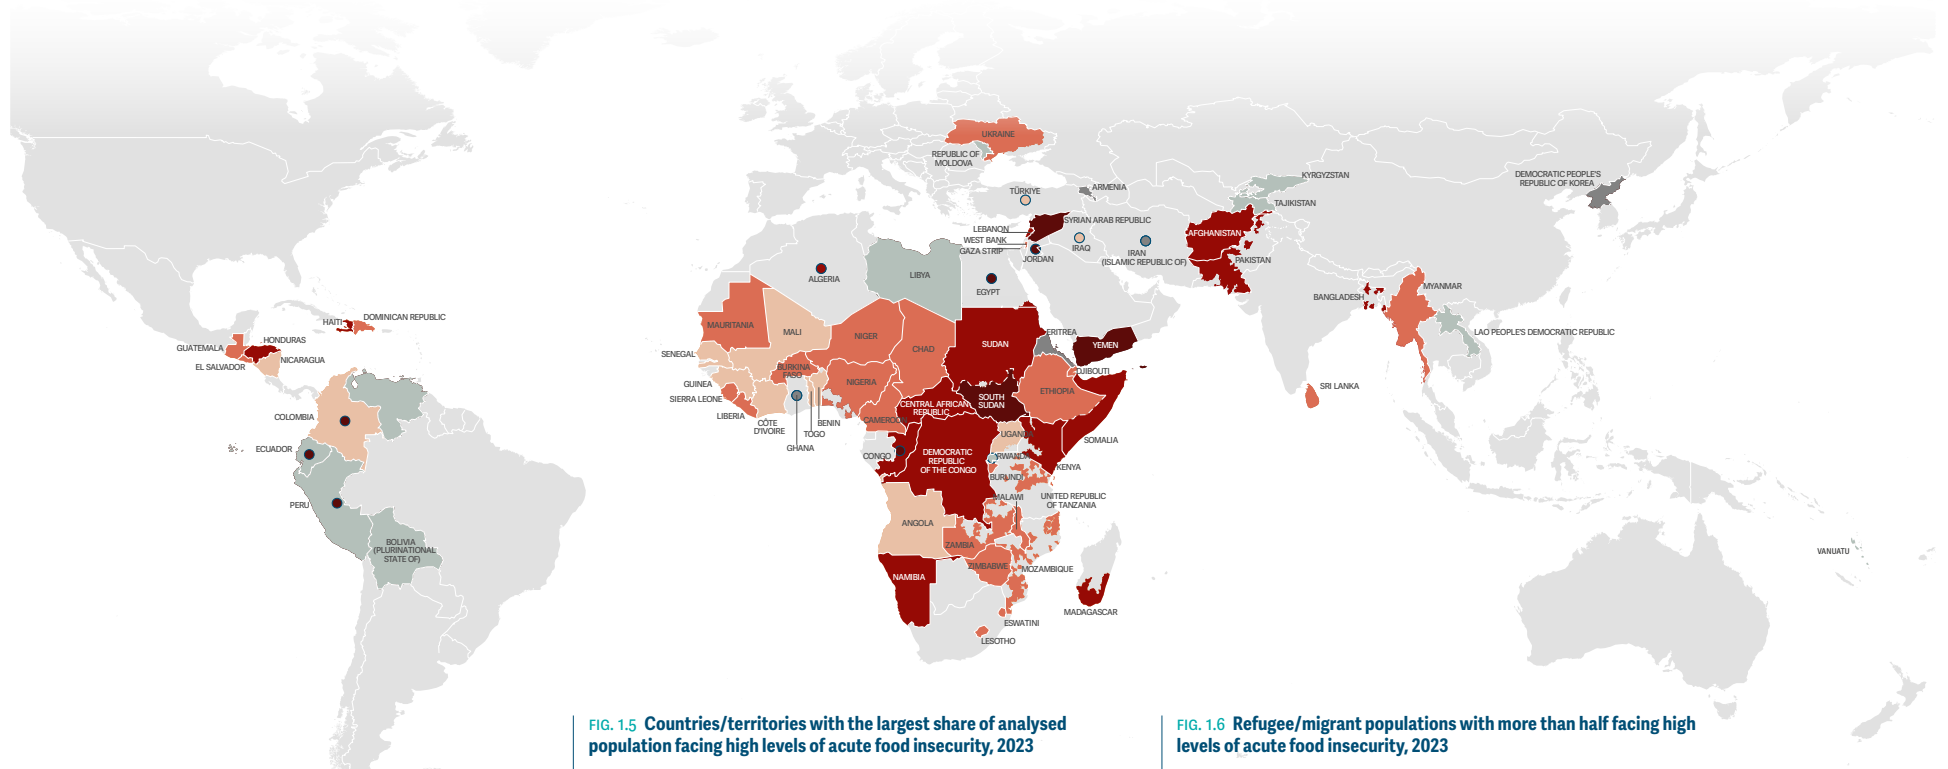 UKRAINE
REPUBLIC OF
MOLDOVA
KYRGYZSTAN
DEMOCRATIC PEOPLE'S
REPUBLIC OF KOREA
TÜRKIYE
ARMENIA
TAJIKISTAN
SYRIAN ARAB REPUBLIC
LEBANON
WEST BANK
GAZA STRIP
JORDAN
IRAQ
IRAN
(ISLAMIC REPUBLIC OF)
AFGHANISTAN
PAKISTAN
LIBYA
ALGERIA
EGYPT
BANGLADESH
MYANMAR
LAO PEOPLE'S DEMOCRATIC REPUBLIC
SRI LANKA
HAITI
DOMINICAN REPUBLIC
GUATEMALA
HONDURAS
EL SALVADOR
NICARAGUA
COLOMBIA
ECUADOR
PERU
BOLIVIA
(PLURINATIONAL
STATE OF)
MAURITANIA
MALI
NIGER
CHAD
SUDAN
ERITREA
YEMEN
SENEGAL
BURKINA
FASO
NIGERIA
DJIBOUTI
ETHIOPIA
GUINEA
SIERRA LEONE
LIBERIA
CÔTE
D'IVOIRE
GHANA
TOGO
BENIN
CAMEROON
CENTRAL AFRICAN
REPUBLIC
SOUTH
SUDAN
SOMALIA
UGANDA
CONGO
DEMOCRATIC
REPUBLIC
OF THE CONGO
RWANDA
KENYA
BURUNDI
MALAWI
UNITED REPUBLIC
OF TANZANIA
ANGOLA
ZAMBIA
ZIMBABWE
MOZAMBIQUE
NAMIBIA
MADAGASCAR
ESWATINI
LESOTHO
VANUATU
FIG. 1.5 Countries/territories with the largest share of analysed
population facing high levels of acute food insecurity, 2023
FIG. 1.6 Refugee/migrant populations with more than half facing high
levels of acute food insecurity, 2023